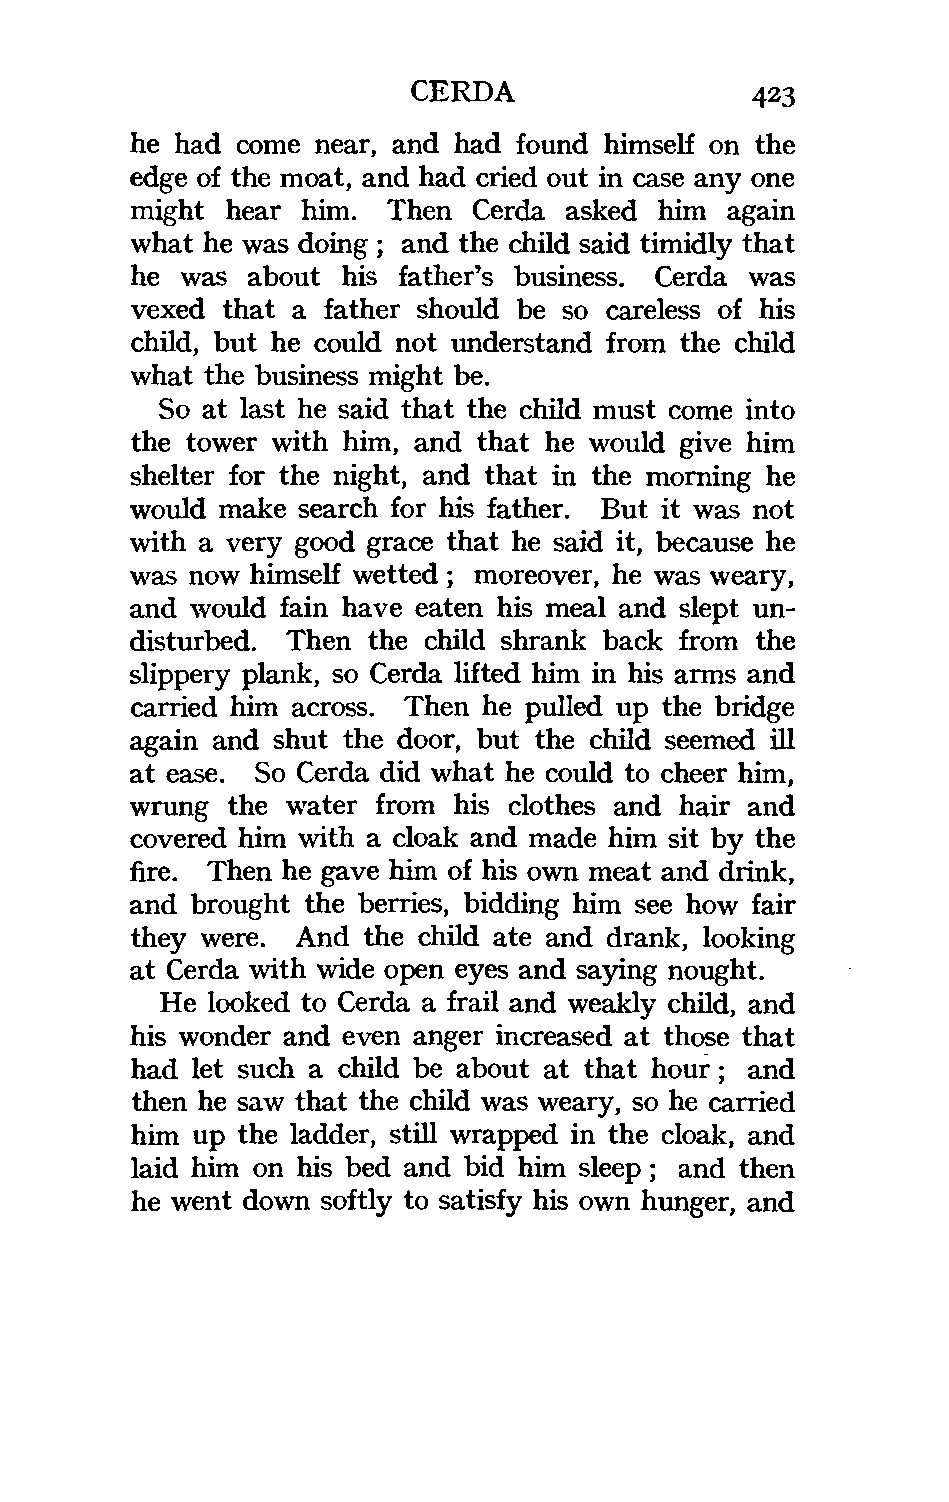 CERDA 423
he had come near, and had found himself on the
edge of the moat, and had cried out in case any one
might hear him. Then Cerda asked him again
what he was doing ; and the child said timidly that
he was about his father's business. Cerda was
vexed that a father should be so careless of his
child, but he could not understand from the child
what the business might be.
So at last he said that the child must come into
the tower with him, and that he would give him
shelter for the night, and that in the morning he
would make search for his father. But it was not
with a very good grace that he said it, because he
was now himself wetted ; moreover, he was weary,
and would fain have eaten his meal and slept un-
disturbed. Then the child shrank back from the
slippery plank, so Cerda lifted him in his arms and
carried him across. Then he pulled up the bridge
again and shut the door, but the child seemed ill
at ease. So Cerda did what he could to cheer him,
wrung the water from his clothes and hair and
covered him with a cloak and made him sit by the
fire. Then he gave him of his own meat and drink,
and brought the berries, bidding him see how fair
they were. And the child ate and drank, looking
at Cerda with wide open eyes and saying nought.
He looked to Cerda a frail and weakly child, and
his wonder and even anger increased at those that
had let such a child be about at that hour ; and
then he saw that the child was weary, so he carried
him up the ladder, still wrapped in the cloak, and
laid him on his bed and bid him sleep ; and then
he went down softly to satisfy his own hunger, and